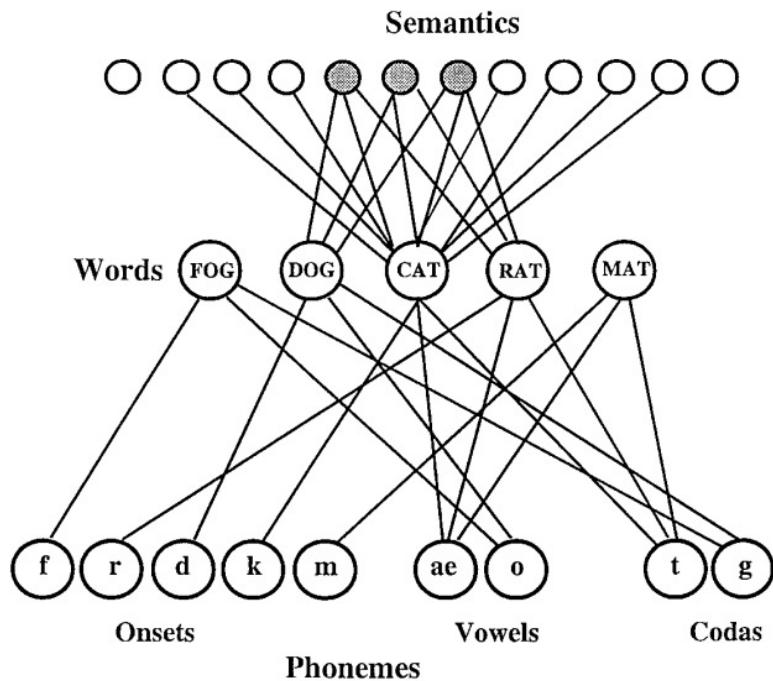 Semantics
Words FOG DOG CAT RAT MAT
f r d k m ae o t g
Onsets Vowels Codas
Phonemes